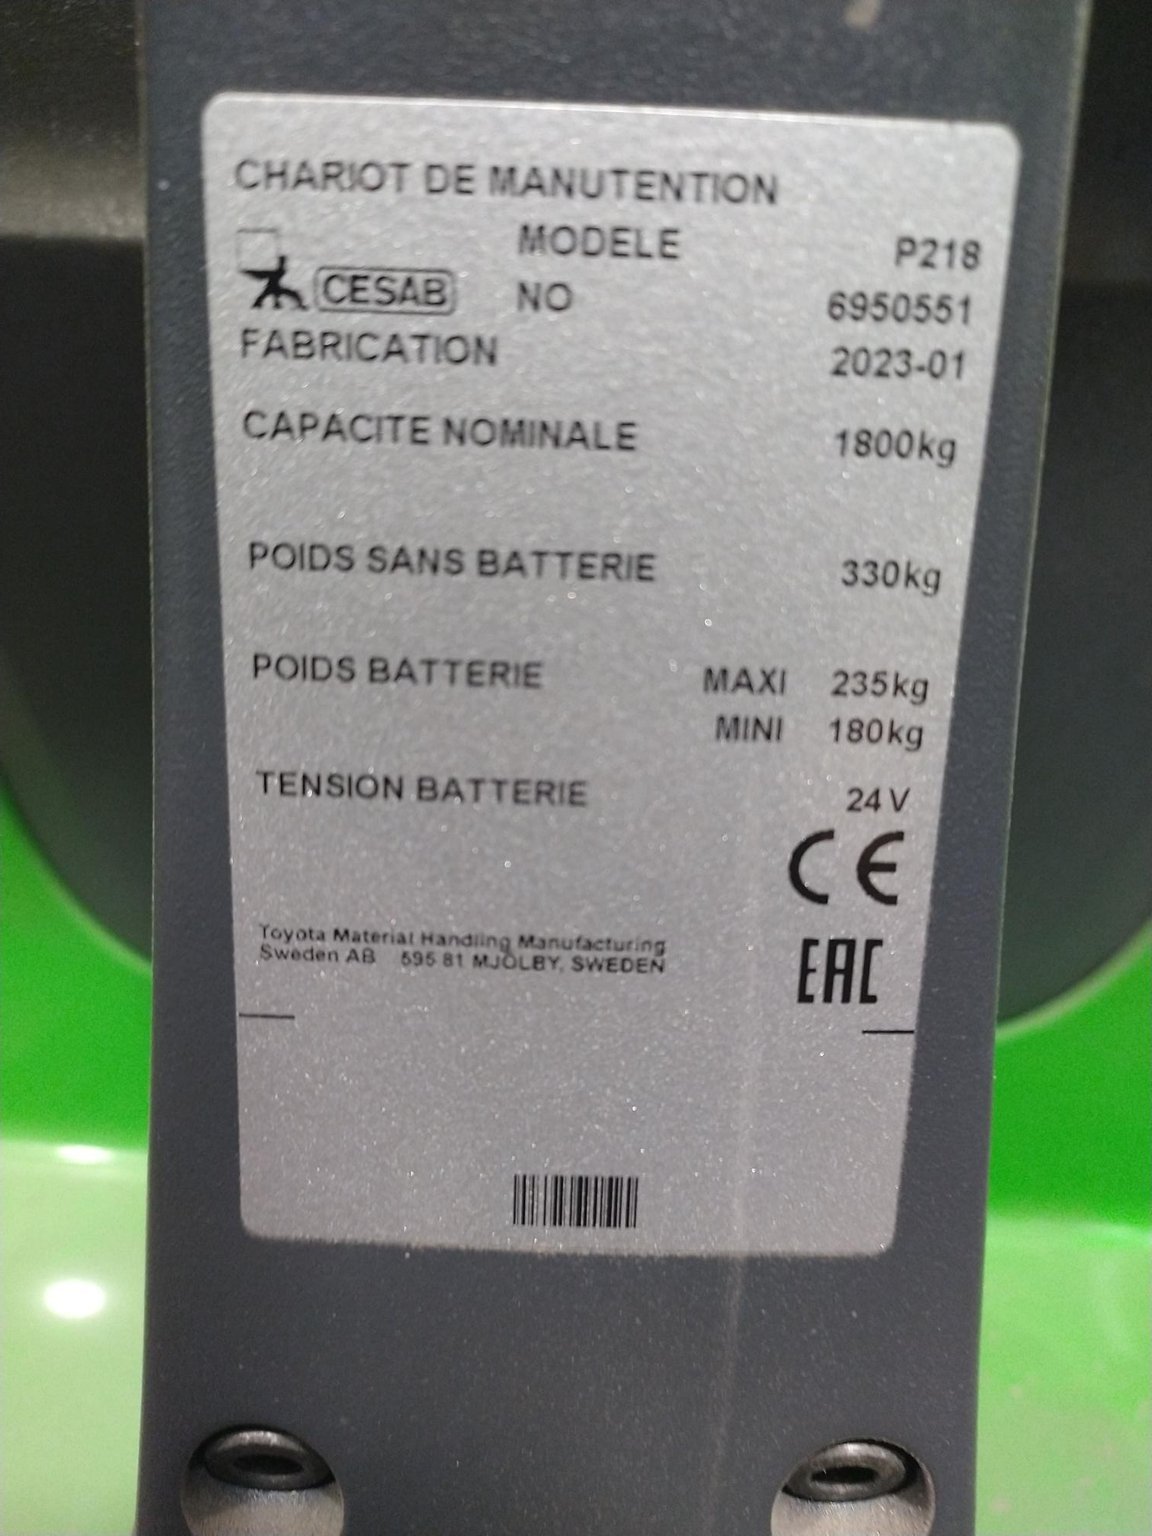 CHARIOT DE MANUTENTION
MODELE P218
CESAB NO 6950551
FABRICATION 2023-01
CAPACITE NOMINALE 1800kg
POIDS SANS BATTERIE 330kg
POIDS BATTERIE MAXI 235kg
MINI 180kg
TENSION BATTERIE 24V
CE
Toyota Material Handling Manufacturing
Sweden AB 595 81 MJÖLBY, SWEDEN
EAC